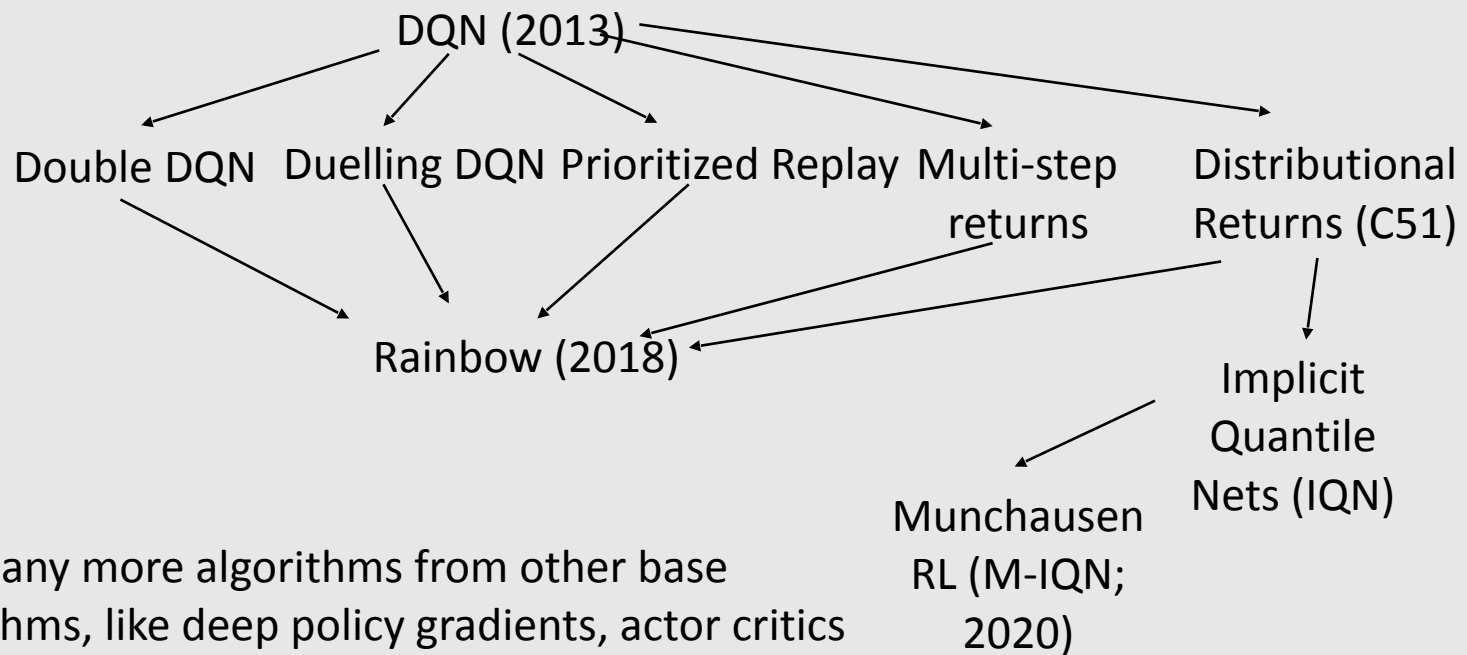 DQN (2013)
Double DQN
Duelling DQN
Prioritized Replay
Multi-step
returns
Distributional
Returns (C51)
Rainbow (2018)
Implicit
Quantile
Nets (IQN)
Munchausen
RL (M-IQN;
2020)
any more algorithms from other base
hms, like deep policy gradients, actor critics